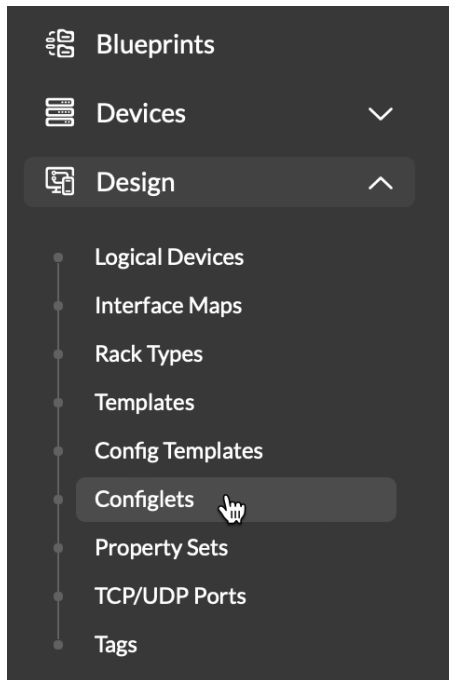 Blueprints
Devices
Design
Logical Devices
Interface Maps
Rack Types
Templates
Config Templates
Configlets
Property Sets
TCP/UDP Ports
Tags